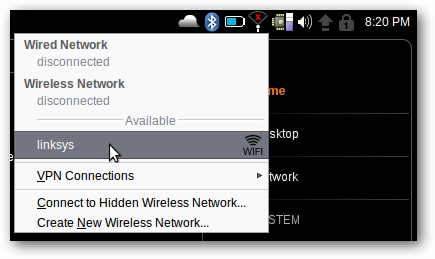 8:20 PM
Wired Network
disconnected
Wireless Network
disconnected
Available
linksys
WIFI
VPN Connections
Connect to Hidden Wireless Network...
Create New Wireless Network...
me
sktop
twork
STEM